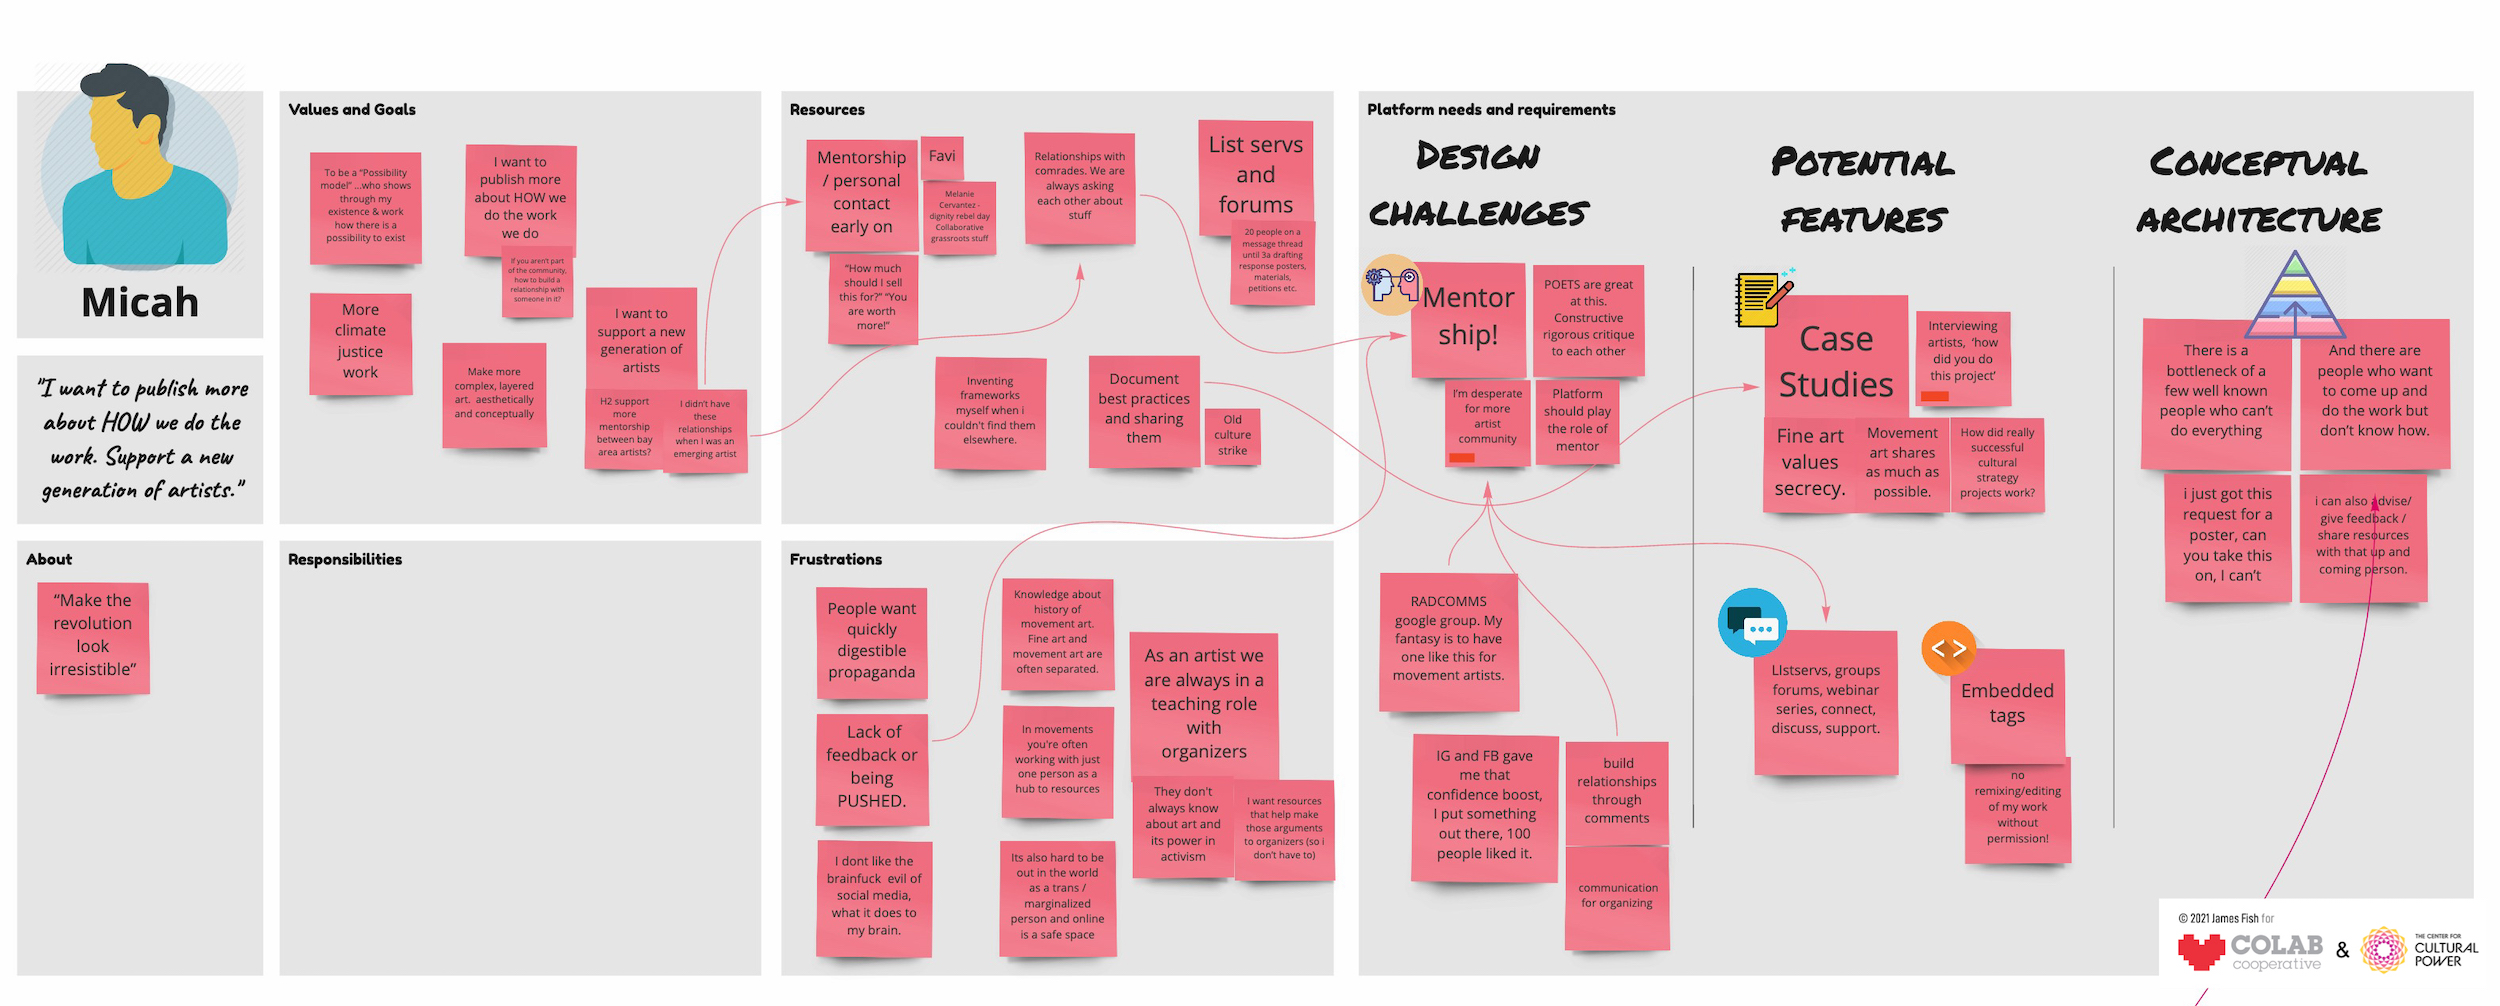 Micah
"I want to publish more
about HOW we do the
work. Support a new
generation of artists."
About
"Make the
revolution
look
irresistible"
Values and Goals
To be a "Possibility
model" ...who shows
through my
existence & work
how there is a
possibility to exist
I want to
publish more
about HOW we
do the work
we do
If you aren't part
of the community,
how to build a
relationship with
someone in it?
More
climate
justice
work
Make more
complex, layered
art. aesthetically
and conceptually
I want to
support a new
generation of
artists
H2 support
more
mentorship
between bay
area artists?
I didn't have
these
relationships
when I was an
emerging artist
Responsibilities
Resources
Mentorship
/ personal
contact
early on
Favi
Melanie
Cervantez -
dignity rebel day
Collaborative
grassroots stuff
"How much
should I sell
this for?" "You
are worth
more!"
Relationships with
comrades. We are
always asking
each other about
stuff
List servs
and
forums
20 people on a
message thread
until 3a drafting
response posters,
materials,
petitions etc.
Inventing
frameworks
myself when i
couldn't find them
elsewhere.
Document
best practices
and sharing
them
Old
culture
strike
Frustrations
People want
quickly
digestible
propaganda
Lack of
feedback or
being
PUSHED.
I dont like the
brainfuck evil of
social media,
what it does to
my brain.
Knowledge about
history of
movement art.
Fine art and
movement art are
often separated.
In movements
you're often
working with just
one person as a
hub to resources
Its also hard to be
out in the world
as a trans /
marginalized
person and online
is a safe space
As an artist we
are always in a
teaching role
with
organizers
They don't
always know
about art and
its power in
activism
I want resources
that help make
those arguments
to organizers (so i
don't have to)
Platform needs and requirements
DESIGN
CHALLENGES
Mentor
ship!
POETS are great
at this.
Constructive
rigorous critique
to each other
I'm desperate
for more
artist
community
Platform
should play
the role of
mentor
RADCOMMS
google group. My
fantasy is to have
one like this for
movement artists.
IG and FB gave
me that
confidence boost,
I put something
out there, 100
people liked it.
build
relationships
through
comments
communication
for organizing
POTENTIAL
FEATURES
Case
Studies
Interviewing
artists, 'how
did you do
this project'
Fine art
values
secrecy.
Movement
art shares
as much as
possible.
How did really
successful
cultural
strategy
projects work?
LIstservs, groups
forums, webinar
series, connect,
discuss, support.
< >
Embedded
tags
no
remixing/editing
of my work
without
permission!
CONCEPTUAL
ARCHITECTURE
There is a
bottleneck of a
few well known
people who can't
do everything
And there are
people who want
to come up and
do the work but
don't know how.
i just got this
request for a
poster, can
you take this
on, I can't
i can also advise/
give feedback /
share resources
with that up and
coming person.
© 2021 James Fish for
COLAB
cooperative
&
THE CENTER FOR
CULTURAL
POWER